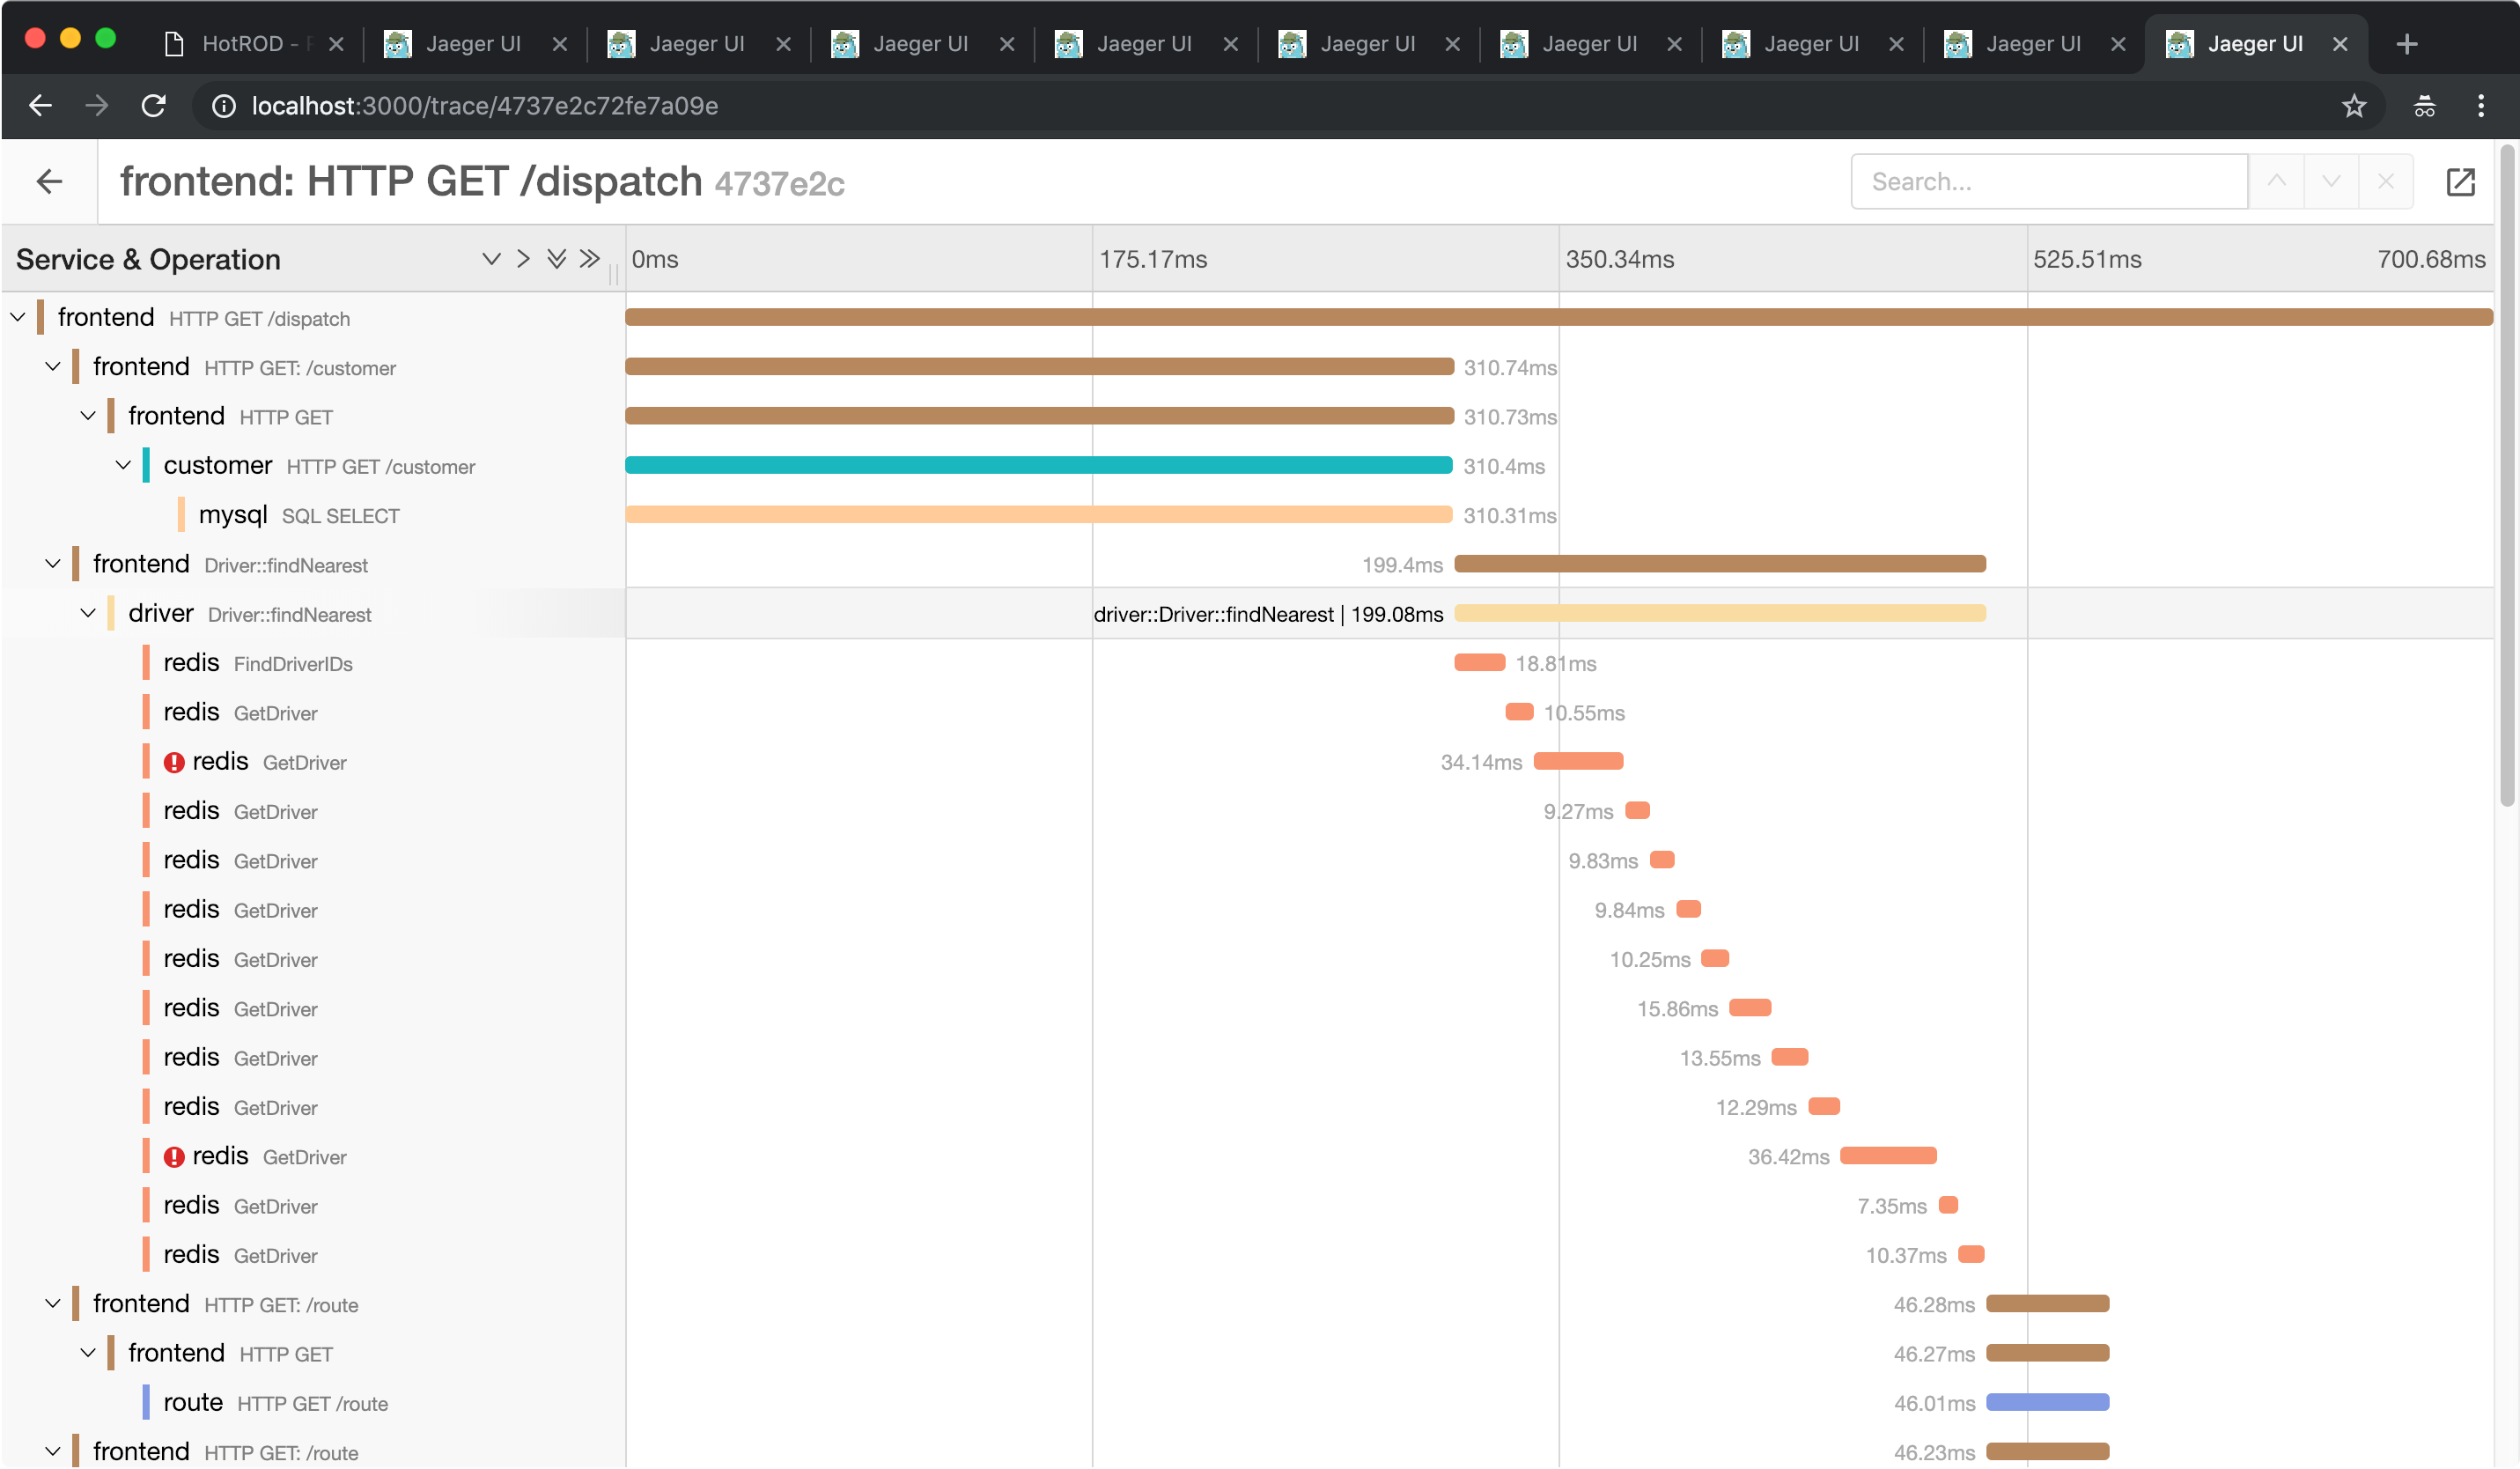 HotROD - Jaeger UI Jaeger UI Jaeger UI Jaeger UI Jaeger UI Jaeger UI Jaeger UI Jaeger UI Jaeger UI
localhost:3000/trace/4737e2c72fe7a09e
frontend: HTTP GET /dispatch 4737e2c Search...
Service & Operation 0ms 175.17ms 350.34ms 525.51ms 700.68ms
frontend HTTP GET /dispatch
frontend HTTP GET: /customer 310.74ms
frontend HTTP GET 310.73ms
customer HTTP GET /customer 310.4ms
mysql SQL SELECT 310.31ms
frontend Driver::findNearest 199.4ms
driver Driver::findNearest driver::Driver::findNearest | 199.08ms
redis FindDriverIDs 18.81ms
redis GetDriver 10.55ms
redis GetDriver 34.14ms
redis GetDriver 9.27ms
redis GetDriver 9.83ms
redis GetDriver 9.84ms
redis GetDriver 10.25ms
redis GetDriver 15.86ms
redis GetDriver 13.55ms
redis GetDriver 12.29ms
redis GetDriver 36.42ms
redis GetDriver 7.35ms
redis GetDriver 10.37ms
frontend HTTP GET: /route 46.28ms
frontend HTTP GET 46.27ms
route HTTP GET /route 46.01ms
frontend HTTP GET: /route 46.23ms